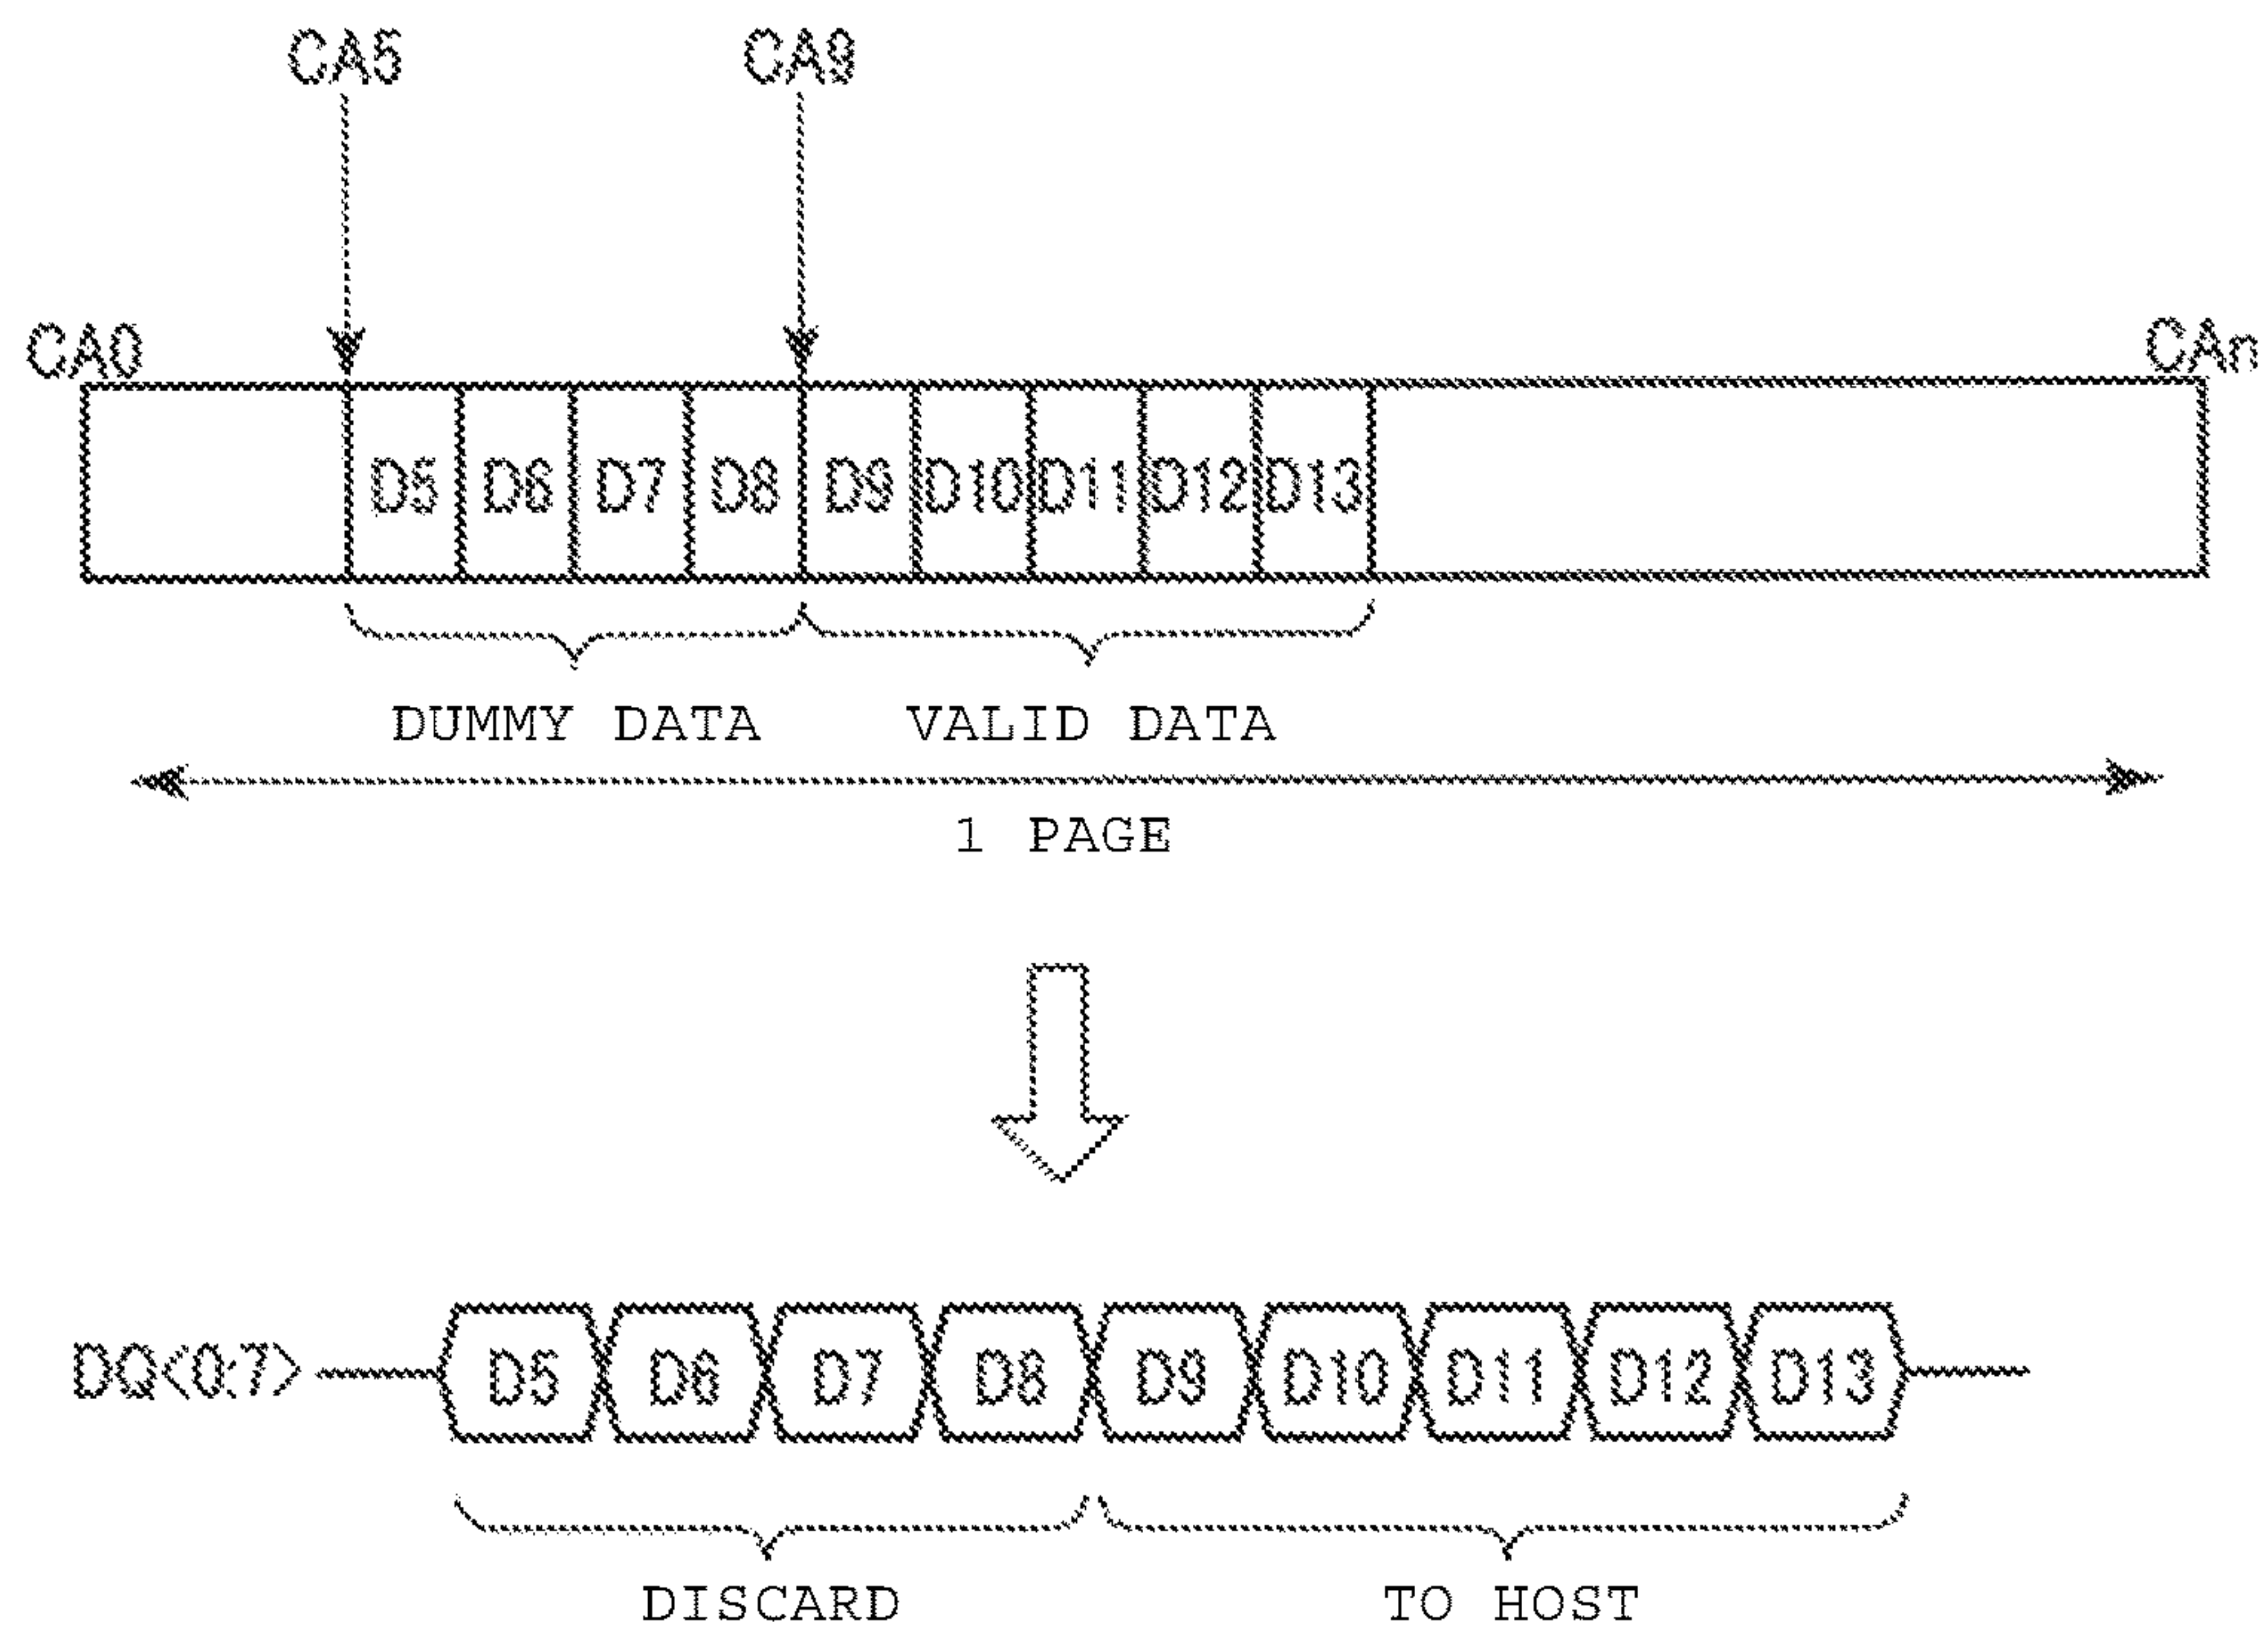 CA5 CA9
CA0 CAn
D5 D6 D7 D8 D9 D10 D11 D12 D13
DUMMY DATA VALID DATA
1 PAGE
DQ<0:7> D5 D6 D7 D8 D9 D10 D11 D12 D13
DISCARD TO HOST